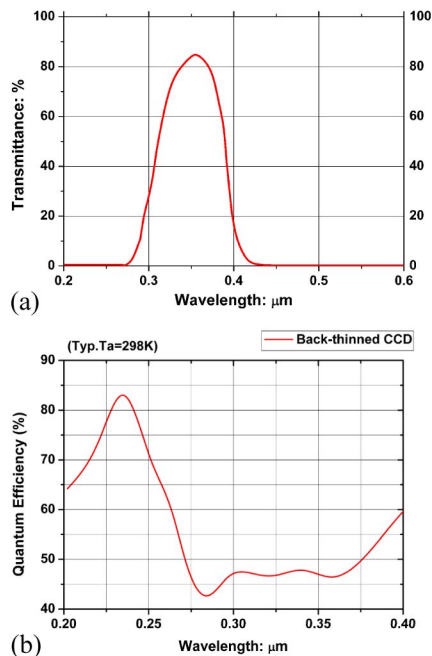 100
100
80
80
60
60
40
40
20
20
0
0
0.2 0.3 0.4 0.5 0.6
Transmittance: %
Wavelength: μm
(a)
(Typ.Ta=298K)
Back-thinned CCD
90
80
70
60
50
40
0.20 0.25 0.30 0.35 0.40
Quantum Efficiency (%)
Wavelength: μm
(b)